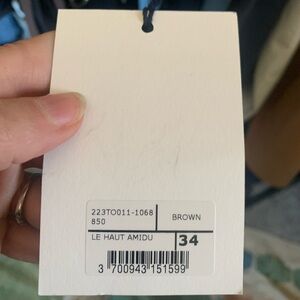 223TO011-1068
850
BROWN
LE HAUT AMIDU
34
3 700943 151599